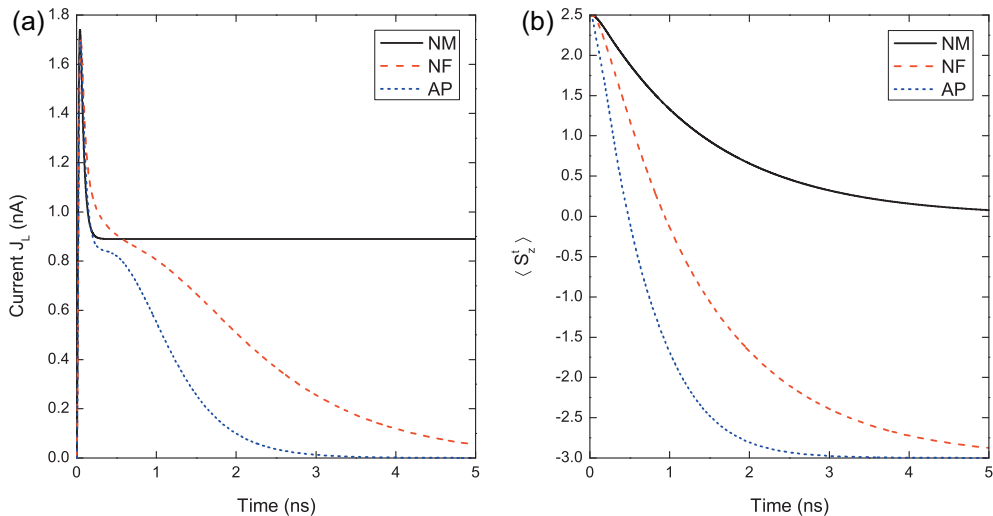 (a)
NM
NF
AP
Current J_L (nA)
1.8
1.6
1.4
1.2
1.0
0.8
0.6
0.4
0.2
0.0
0 1 2 3 4 5
Time (ns)
(b)
NM
NF
AP
⟨ S_z^t ⟩
2.5
2.0
1.5
1.0
0.5
0.0
-0.5
-1.0
-1.5
-2.0
-2.5
-3.0
0 1 2 3 4 5
Time (ns)